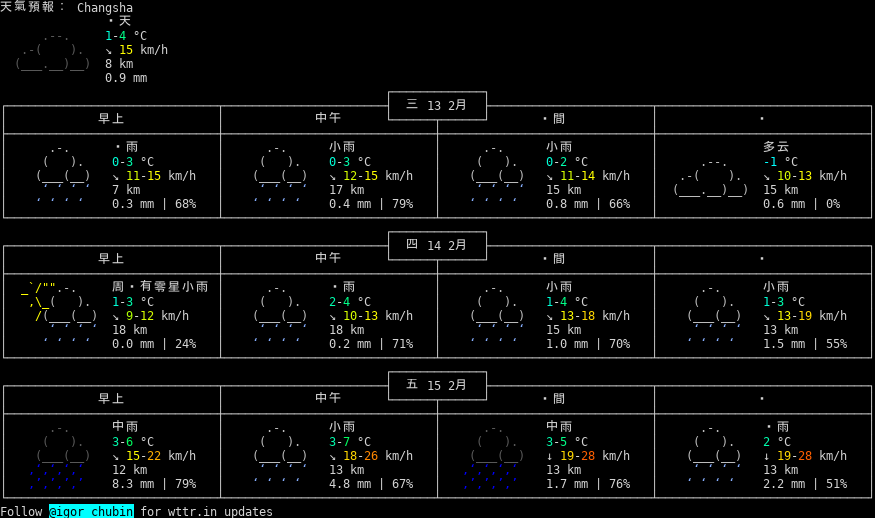 天氣預報： Changsha
・天
1-4 °C
↘ 15 km/h
8 km
0.9 mm
三 13 2月
早上 中午 ・間 ・
・雨 小雨 小雨 多云
0-3 °C 0-3 °C 0-2 °C -1 °C
↘ 11-15 km/h ↘ 12-15 km/h ↘ 11-14 km/h ↘ 10-13 km/h
7 km 17 km 15 km 15 km
0.3 mm | 68% 0.4 mm | 79% 0.8 mm | 66% 0.6 mm | 0%
四 14 2月
早上 中午 ・間 ・
周・有零星小雨 ・雨 小雨 小雨
1-3 °C 2-4 °C 1-4 °C 1-3 °C
↘ 9-12 km/h ↘ 10-13 km/h ↘ 13-18 km/h ↘ 13-19 km/h
18 km 18 km 15 km 13 km
0.0 mm | 24% 0.2 mm | 71% 1.0 mm | 70% 1.5 mm | 55%
五 15 2月
早上 中午 ・間 ・
中雨 小雨 中雨 ・雨
3-6 °C 3-7 °C 3-5 °C 2 °C
↘ 15-22 km/h ↘ 18-26 km/h ↓ 19-28 km/h ↓ 19-28 km/h
12 km 13 km 13 km 13 km
8.3 mm | 79% 4.8 mm | 67% 1.7 mm | 76% 2.2 mm | 51%
Follow @igor_chubin for wttr.in updates